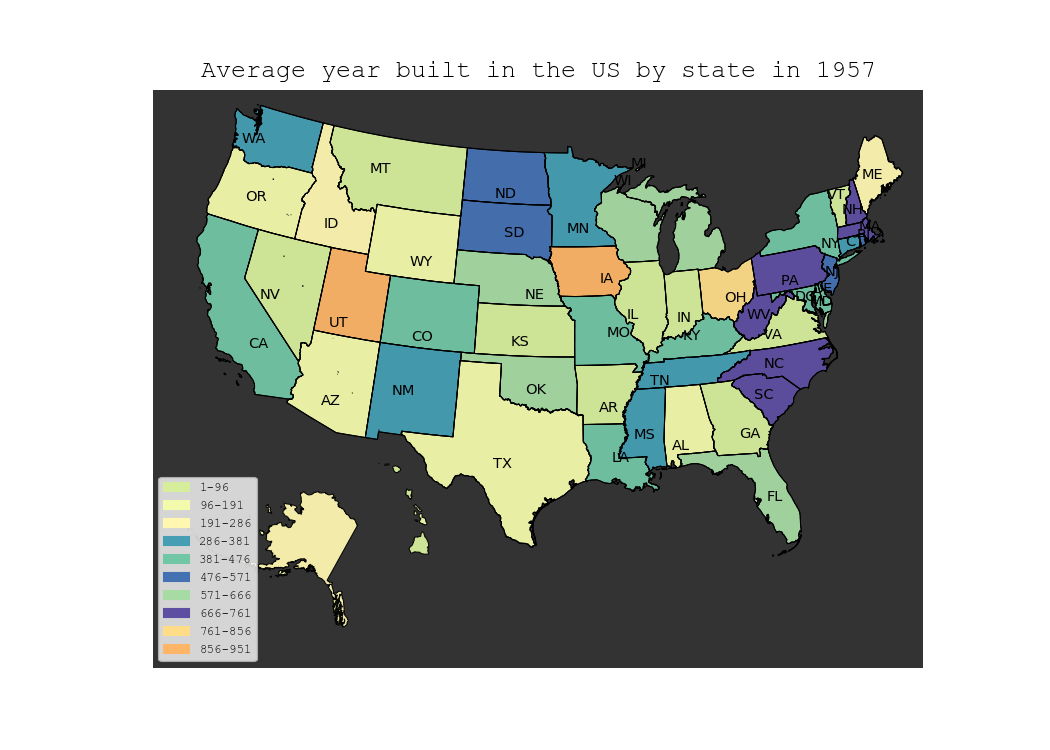 Average year built in the US by state in 1957
WA
MT
ND
MI
WI
ME
VT
NH
MA
OR
ID
SD
MN
NY
CT
WY
IA
PA
NJ
NV
NE
IL
IN
OH
WV
DC
MD
DE
UT
CO
KS
MO
KY
VA
CA
NM
OK
TN
NC
AZ
AR
SC
MS
AL
GA
TX
LA
FL
1-96
96-191
191-286
286-381
381-476
476-571
571-666
666-761
761-856
856-951